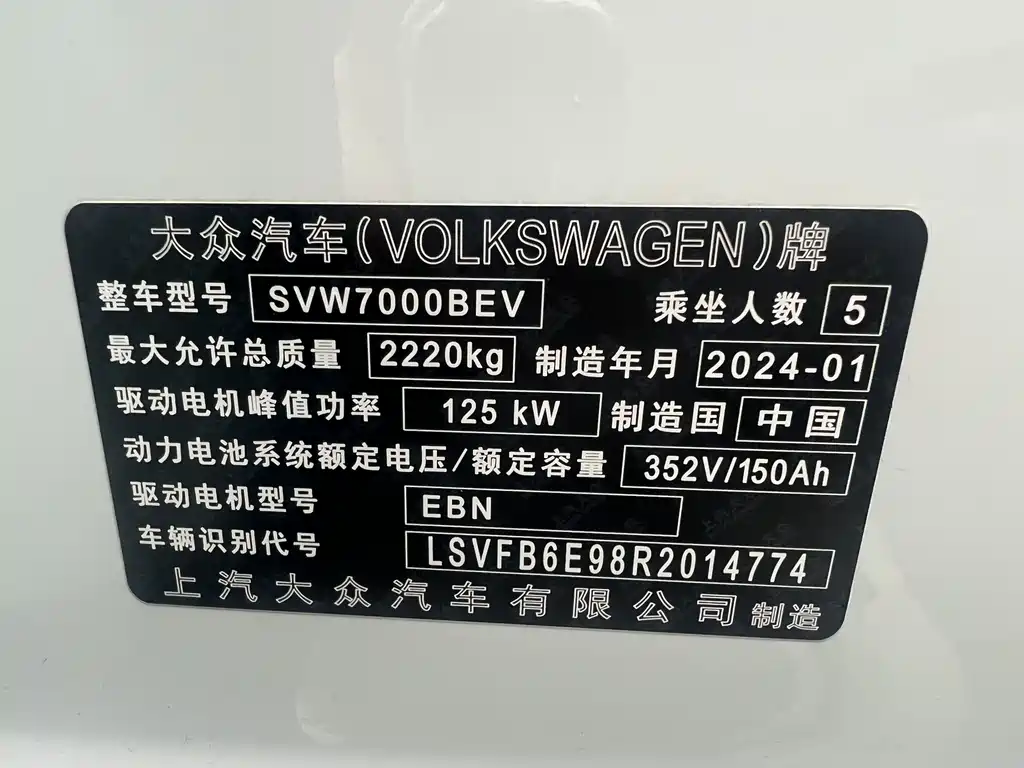 大众汽车(VOLKSWAGEN)牌
整车型号 SVW7000BEV 乘坐人数 5
最大允许总质量 2220kg 制造年月 2024-01
驱动电机峰值功率 125 kW 制造国 中国
动力电池系统额定电压/额定容量 352V/150Ah
驱动电机型号 EBN
车辆识别代号 LSVFB6E98R2014774
上汽大众汽车有限公司 制造